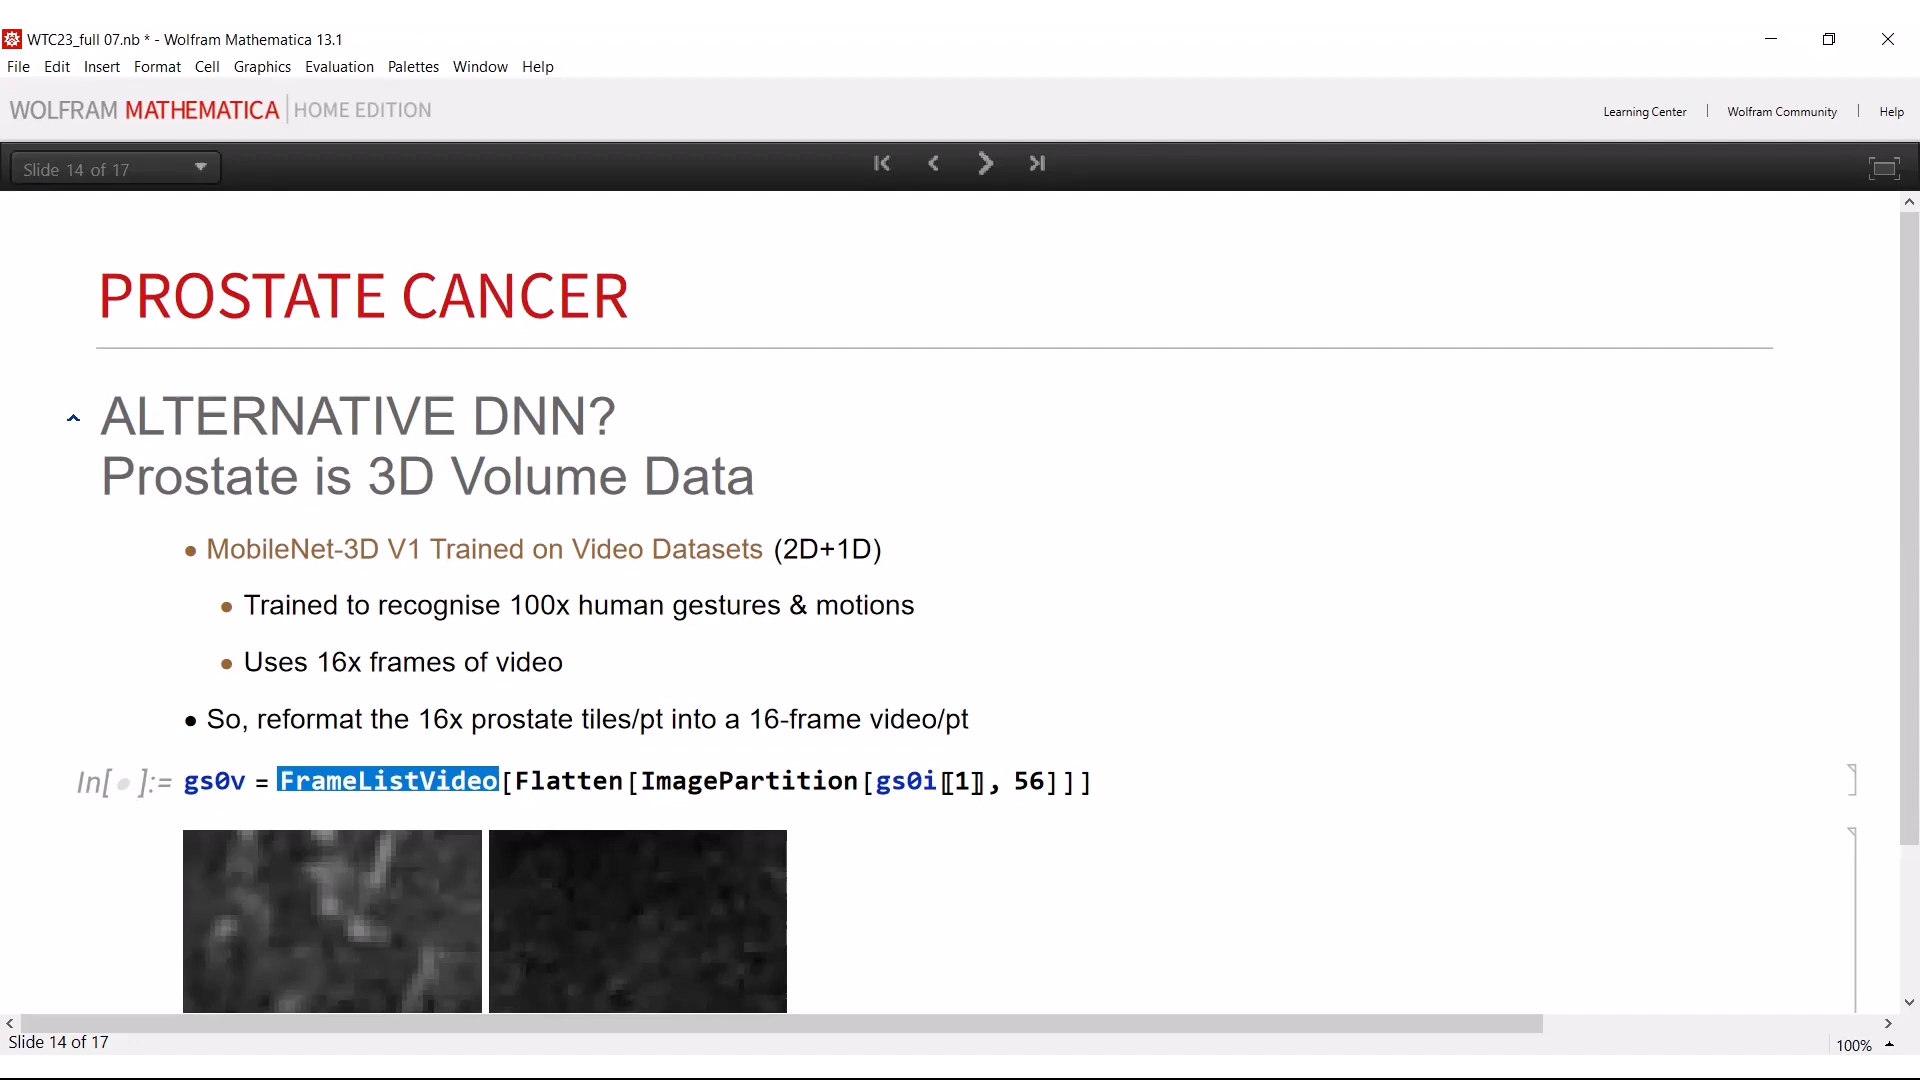 WTC23_full 07.nb * - Wolfram Mathematica 13.1
File Edit Insert Format Cell Graphics Evaluation Palettes Window Help
WOLFRAM MATHEMATICA | HOME EDITION
Learning Center | Wolfram Community | Help
Slide 14 of 17
PROSTATE CANCER
ALTERNATIVE DNN?
Prostate is 3D Volume Data
• MobileNet-3D V1 Trained on Video Datasets (2D+1D)
• Trained to recognise 100x human gestures & motions
• Uses 16x frames of video
• So, reformat the 16x prostate tiles/pt into a 16-frame video/pt
In[•]:= gs0v = FrameListVideo[Flatten[ImagePartition[gs0i〚1〛, 56]]]
Slide 14 of 17
100%